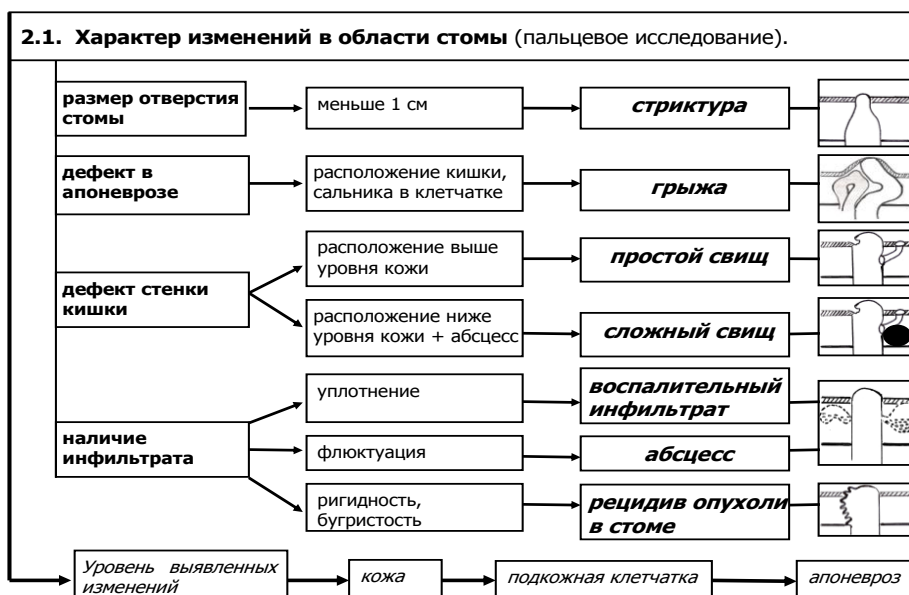 2.1. Характер изменений в области стомы (пальцевое исследование).
размер отверстия
стомы
меньше 1 см
стриктура
дефект в
апоневрозе
расположение кишки,
сальника в клетчатке
грыжа
дефект стенки
кишки
расположение выше
уровня кожи
простой свищ
расположение ниже
уровня кожи + абсцесс
сложный свищ
наличие
инфильтрата
уплотнение
воспалительный
инфильтрат
флюктуация
абсцесс
ригидность,
бугристость
рецидив опухоли
в стоме
Уровень выявленных
изменений
кожа
подкожная клетчатка
апоневроз